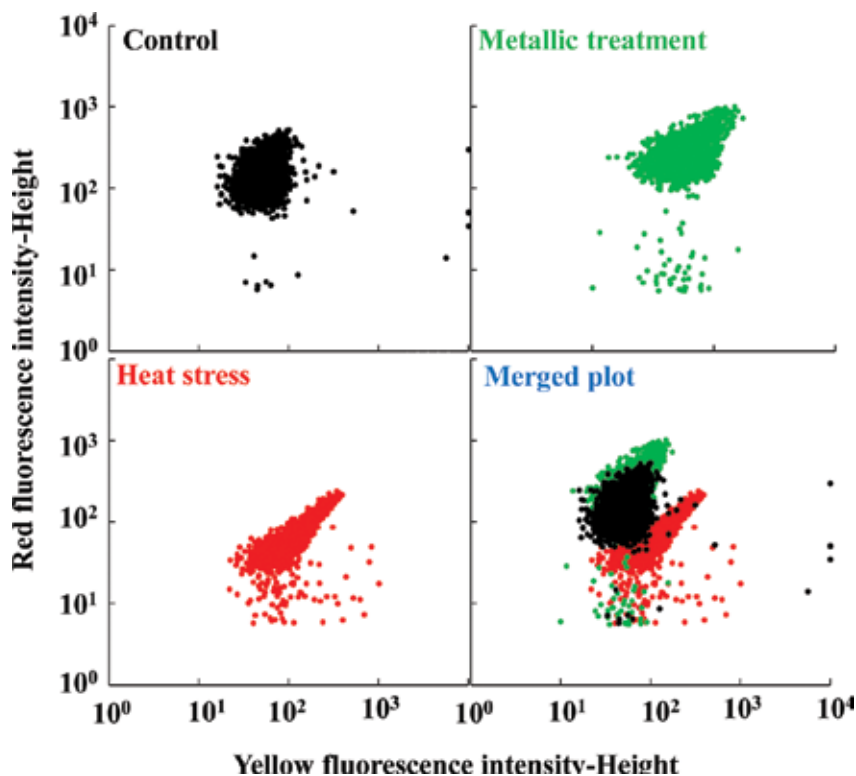 10⁴
Control
Metallic treatment
10³
10²
10¹
10⁰
Heat stress
Merged plot
10³
10²
10¹
10⁰
10⁰ 10¹ 10² 10³ 10 10¹ 10² 10³ 10⁴
Red fluorescence intensity-Height
Yellow fluorescence intensity-Height